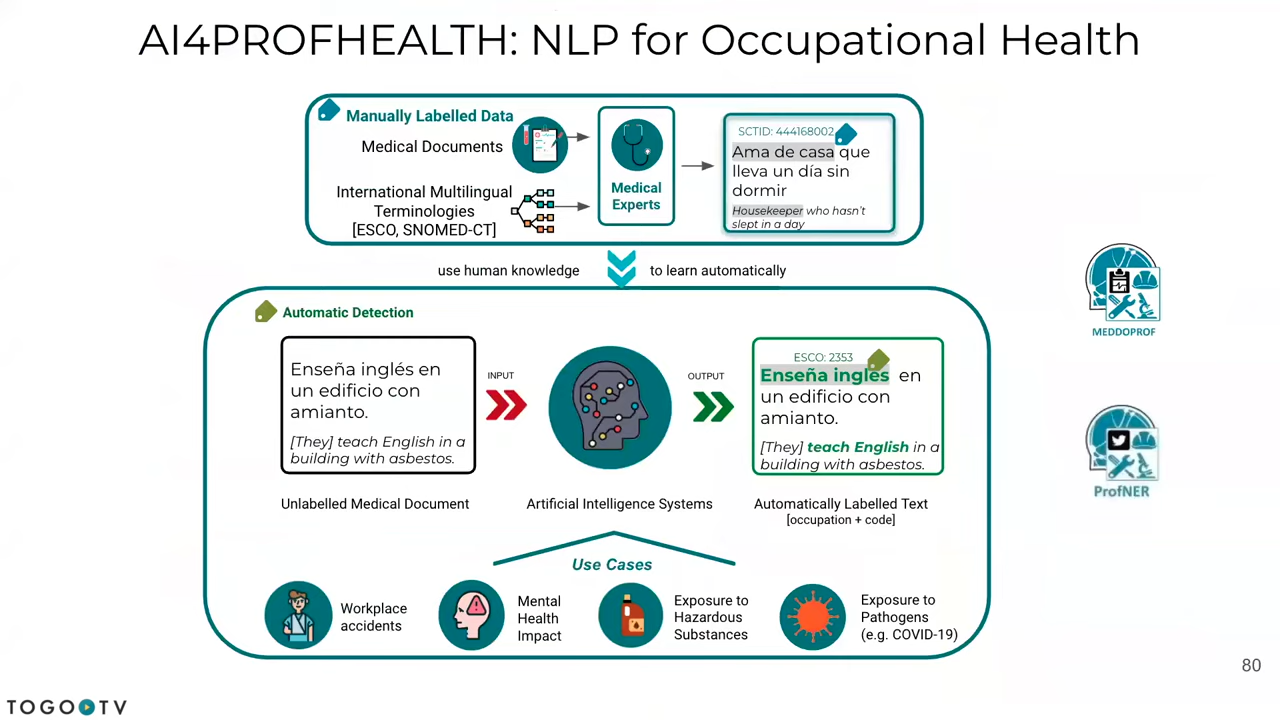 AI4PROFHEALTH: NLP for Occupational Health
Manually Labelled Data
Medical Documents
International Multilingual
Terminologies
[ESCO, SNOMED-CT]
Medical
Experts
SCTID: 444168002
Ama de casa que
lleva un día sin
dormir
Housekeeper who hasn't
slept in a day
use human knowledge
to learn automatically
Automatic Detection
Enseña inglés en
un edificio con
amianto.
[They] teach English in a
building with asbestos.
INPUT
OUTPUT
ESCO: 2353
Enseña inglés en
un edificio con
amianto.
[They] teach English in a
building with asbestos.
Unlabelled Medical Document
Artificial Intelligence Systems
Automatically Labelled Text
[occupation + code]
Use Cases
Workplace
accidents
Mental
Health
Impact
Exposure to
Hazardous
Substances
Exposure to
Pathogens
(e.g. COVID-19)
MEDDOPROF
ProfNER
80
TOGO TV